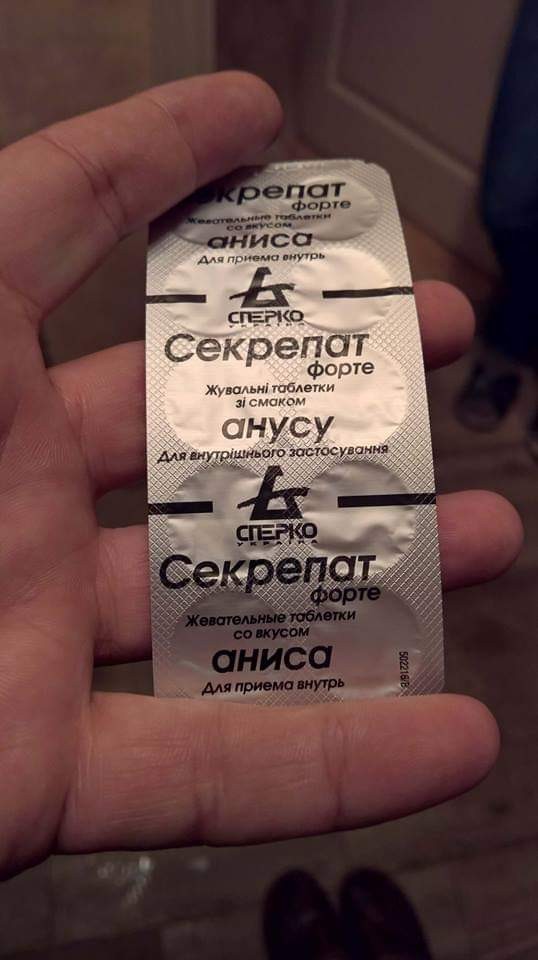 Секрепат
форте
Жевательные таблетки
со вкусом
аниса
Для приема внутрь
СПЕРКО
УКРАЇНА
Секрепат
форте
Жувальні таблетки
зі смаком
анусу
Для внутрішнього застосування
СПЕРКО
УКРАЇНА
Секрепат
форте
Жевательные таблетки
со вкусом
аниса
Для приема внутрь